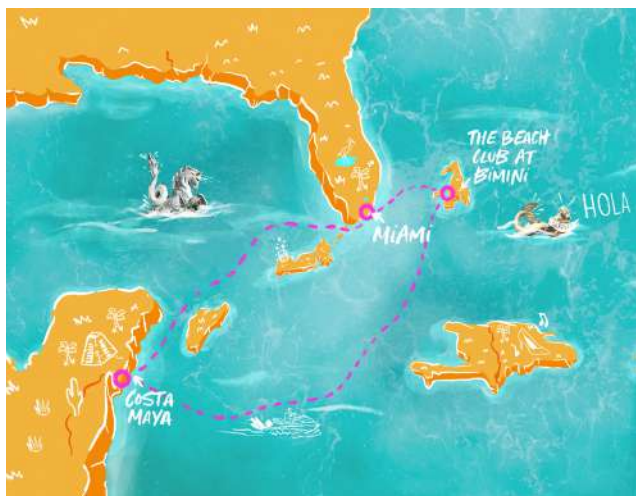 THE BEACH
CLUB AT
BIMINI
HOLA
MIAMI
COSTA
MAYA